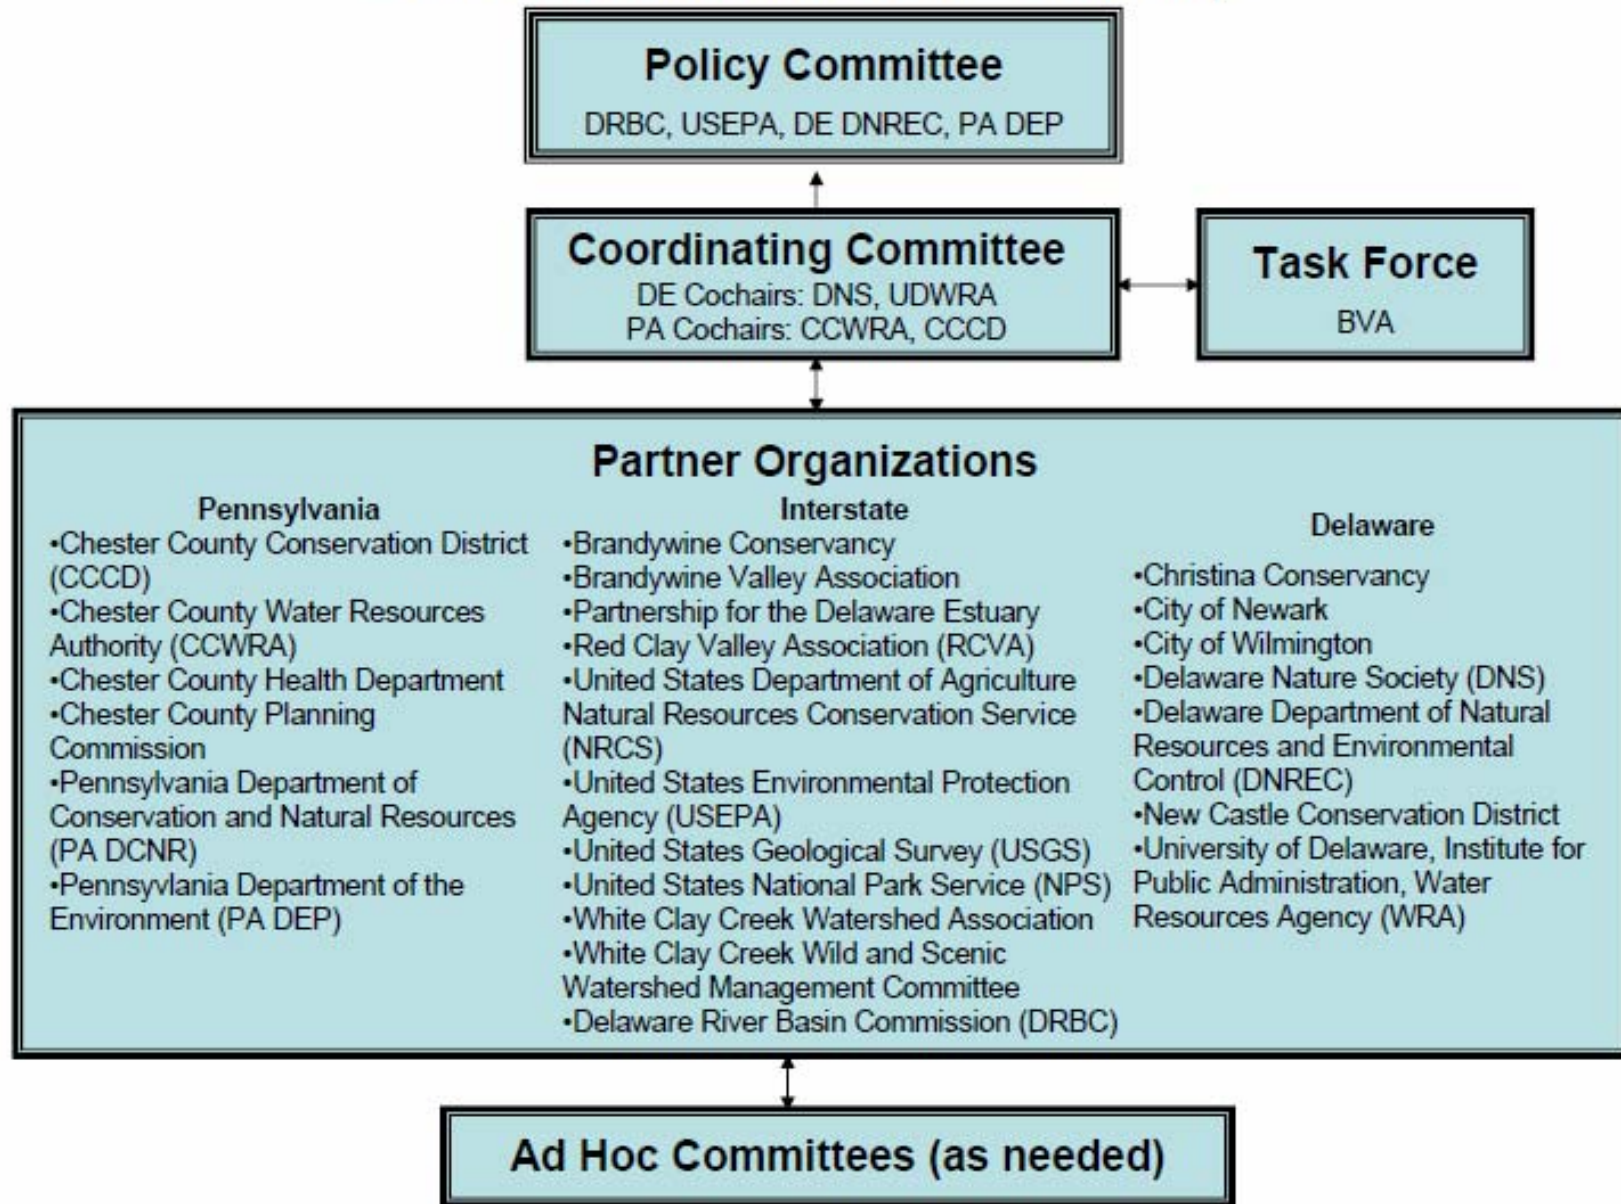 Policy Committee
DRBC, USEPA, DE DNREC, PA DEP
Coordinating Committee
DE Cochairs: DNS, UDWRA
PA Cochairs: CCWRA, CCCD
Task Force
BVA
Partner Organizations
Pennsylvania
•Chester County Conservation District
(CCCD)
•Chester County Water Resources
Authority (CCWRA)
•Chester County Health Department
•Chester County Planning
Commission
•Pennsylvania Department of
Conservation and Natural Resources
(PA DCNR)
•Pennsyvlania Department of the
Environment (PA DEP)
Interstate
•Brandywine Conservancy
•Brandywine Valley Association
•Partnership for the Delaware Estuary
•Red Clay Valley Association (RCVA)
•United States Department of Agriculture
Natural Resources Conservation Service
(NRCS)
•United States Environmental Protection
Agency (USEPA)
•United States Geological Survey (USGS)
•United States National Park Service (NPS)
•White Clay Creek Watershed Association
•White Clay Creek Wild and Scenic
Watershed Management Committee
•Delaware River Basin Commission (DRBC)
Delaware
•Christina Conservancy
•City of Newark
•City of Wilmington
•Delaware Nature Society (DNS)
•Delaware Department of Natural
Resources and Environmental
Control (DNREC)
•New Castle Conservation District
•University of Delaware, Institute for
Public Administration, Water
Resources Agency (WRA)
Ad Hoc Committees (as needed)